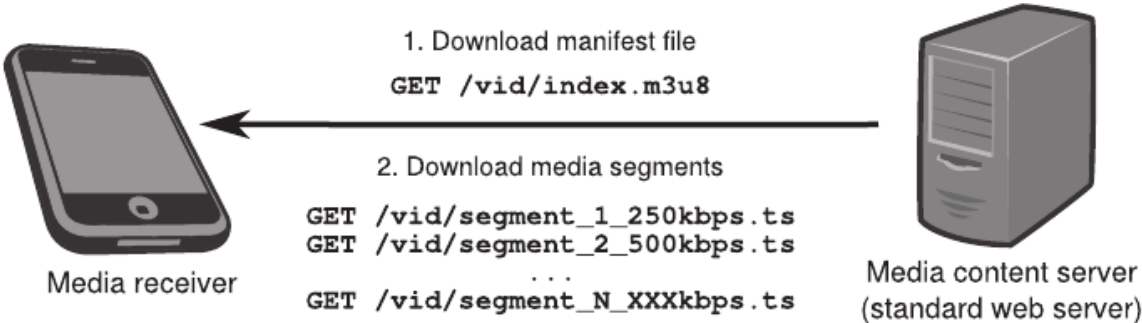 1. Download manifest file
GET /vid/index.m3u8
2. Download media segments
GET /vid/segment_1_250kbps.ts
GET /vid/segment_2_500kbps.ts
...
GET /vid/segment_N_XXXkbps.ts
Media receiver
Media content server
(standard web server)